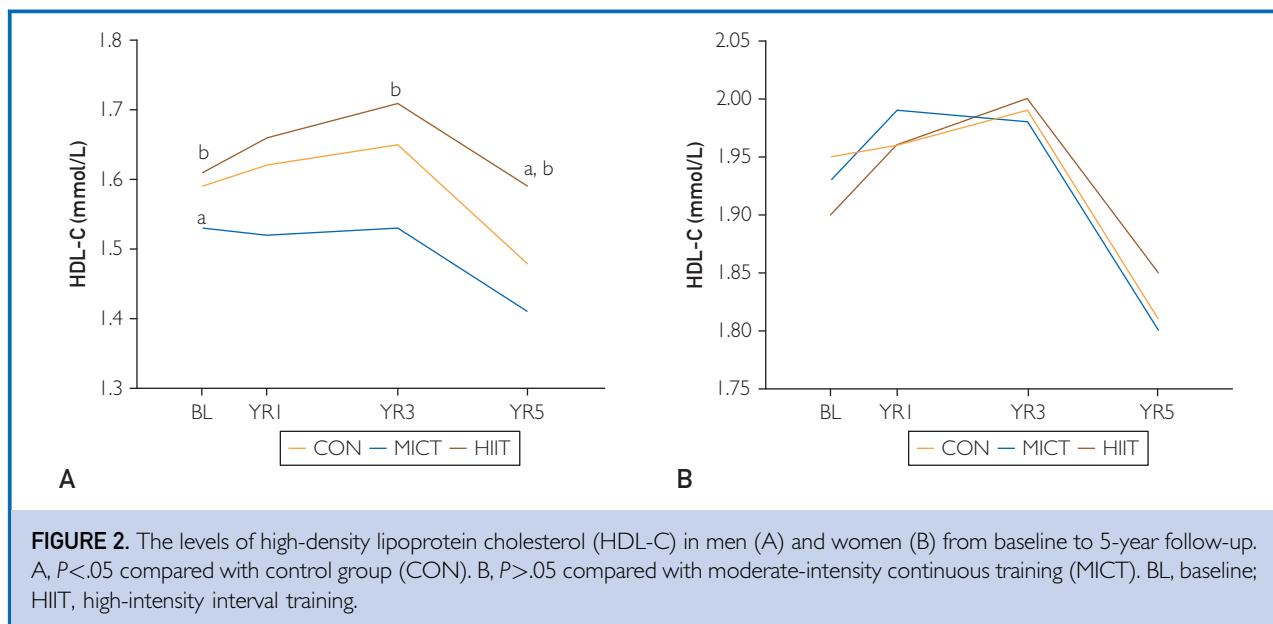 1.8
1.7
1.6
1.5
1.4
1.3
HDL-C (mmol/L)
b
a
b
a, b
BL YR1 YR3 YR5
CON MICT HIIT
A
2.05
2.00
1.95
1.90
1.85
1.80
1.75
HDL-C (mmol/L)
BL YR1 YR3 YR5
CON MICT HIIT
B
FIGURE 2. The levels of high-density lipoprotein cholesterol (HDL-C) in men (A) and women (B) from baseline to 5-year follow-up.
A, P<.05 compared with control group (CON). B, P>.05 compared with moderate-intensity continuous training (MICT). BL, baseline;
HIIT, high-intensity interval training.